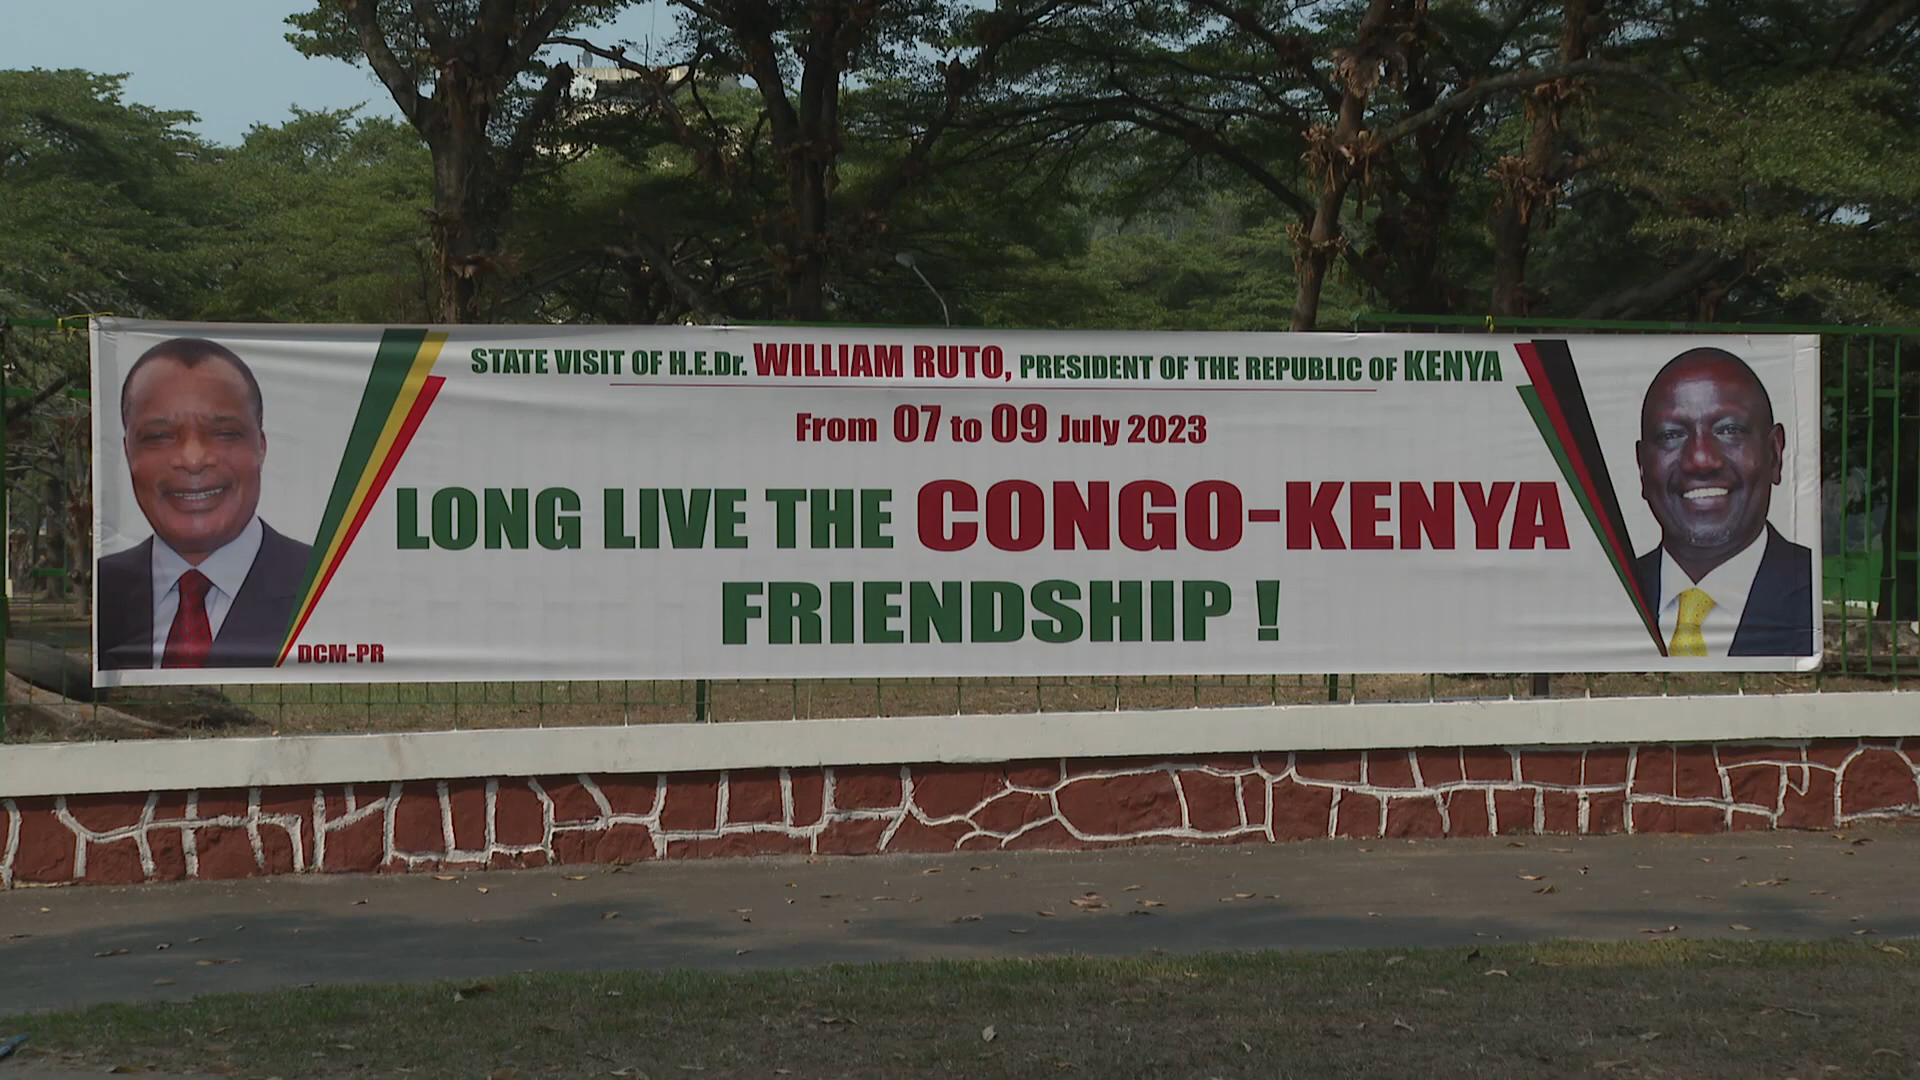 STATE VISIT OF H.E.Dr. WILLIAM RUTO, PRESIDENT OF THE REPUBLIC OF KENYA
From 07 to 09 July 2023
LONG LIVE THE CONGO-KENYA
FRIENDSHIP !
DCM-PR